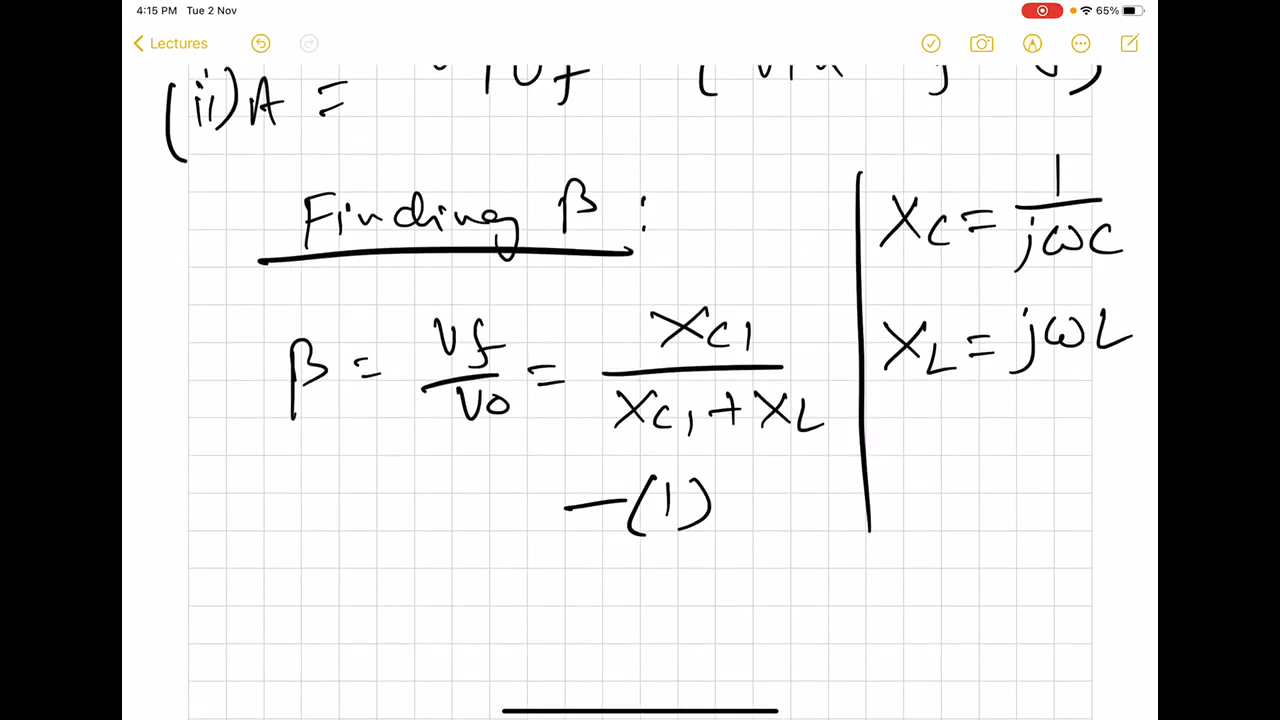 4:15 PM Tue 2 Nov
65%
Lectures
(ii) A =
Finding β :
β = Vf/Vo = XC1/(XC1 + XL)
—(1)
XC = 1/(jωC)
XL = jωL